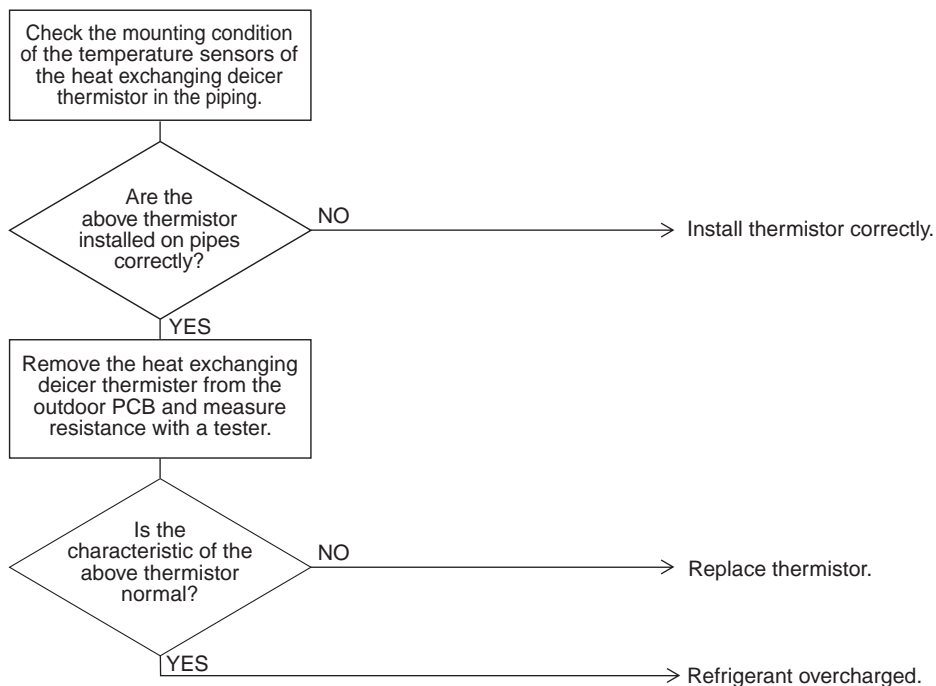 Check the mounting condition
of the temperature sensors of
the heat exchanging deicer
thermistor in the piping.
Are the
above thermistor
installed on pipes
correctly?
NO
Install thermistor correctly.
YES
Remove the heat exchanging
deicer thermister from the
outdoor PCB and measure
resistance with a tester.
Is the
characteristic of the
above thermistor
normal?
NO
Replace thermistor.
YES
Refrigerant overcharged.